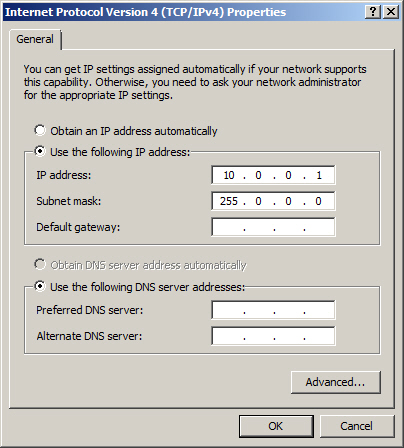 Internet Protocol Version 4 (TCP/IPv4) Properties
General
You can get IP settings assigned automatically if your network supports
this capability. Otherwise, you need to ask your network administrator
for the appropriate IP settings.
Obtain an IP address automatically
Use the following IP address:
IP address: 10 . 0 . 0 . 1
Subnet mask: 255 . 0 . 0 . 0
Default gateway: . . .
Obtain DNS server address automatically
Use the following DNS server addresses:
Preferred DNS server: . . .
Alternate DNS server: . . .
Advanced...
OK Cancel